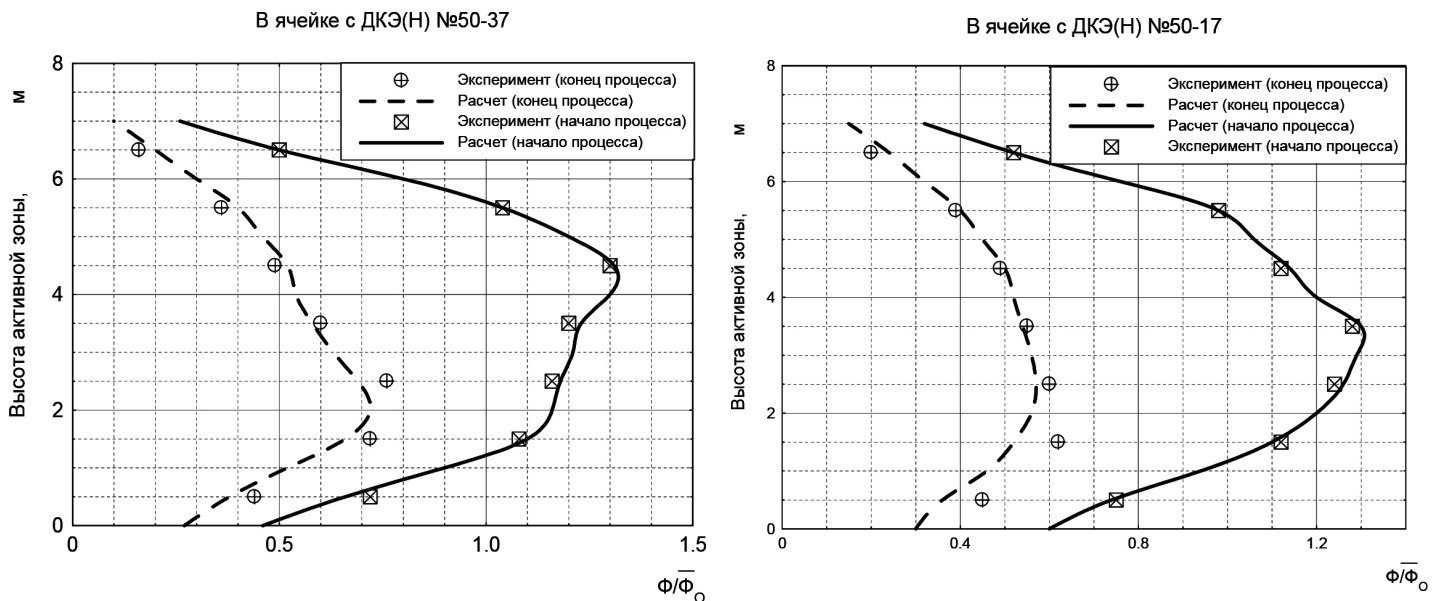 В ячейке с ДКЭ(Н) №50-37
8
6
4
2
0
м
Высота активной зоны,
Эксперимент (конец процесса)
Расчет (конец процесса)
Эксперимент (начало процесса)
Расчет (начало процесса)
0
0.5
1.0
1.5
Ф/Ф̅O
В ячейке с ДКЭ(Н) №50-17
8
6
4
2
0
м
Высота активной зоны,
Эксперимент (конец процесса)
Расчет (конец процесса)
Расчет (начало процесса)
Эксперимент (начало процесса)
0
0.4
0.8
1.2
Ф/Ф̅O